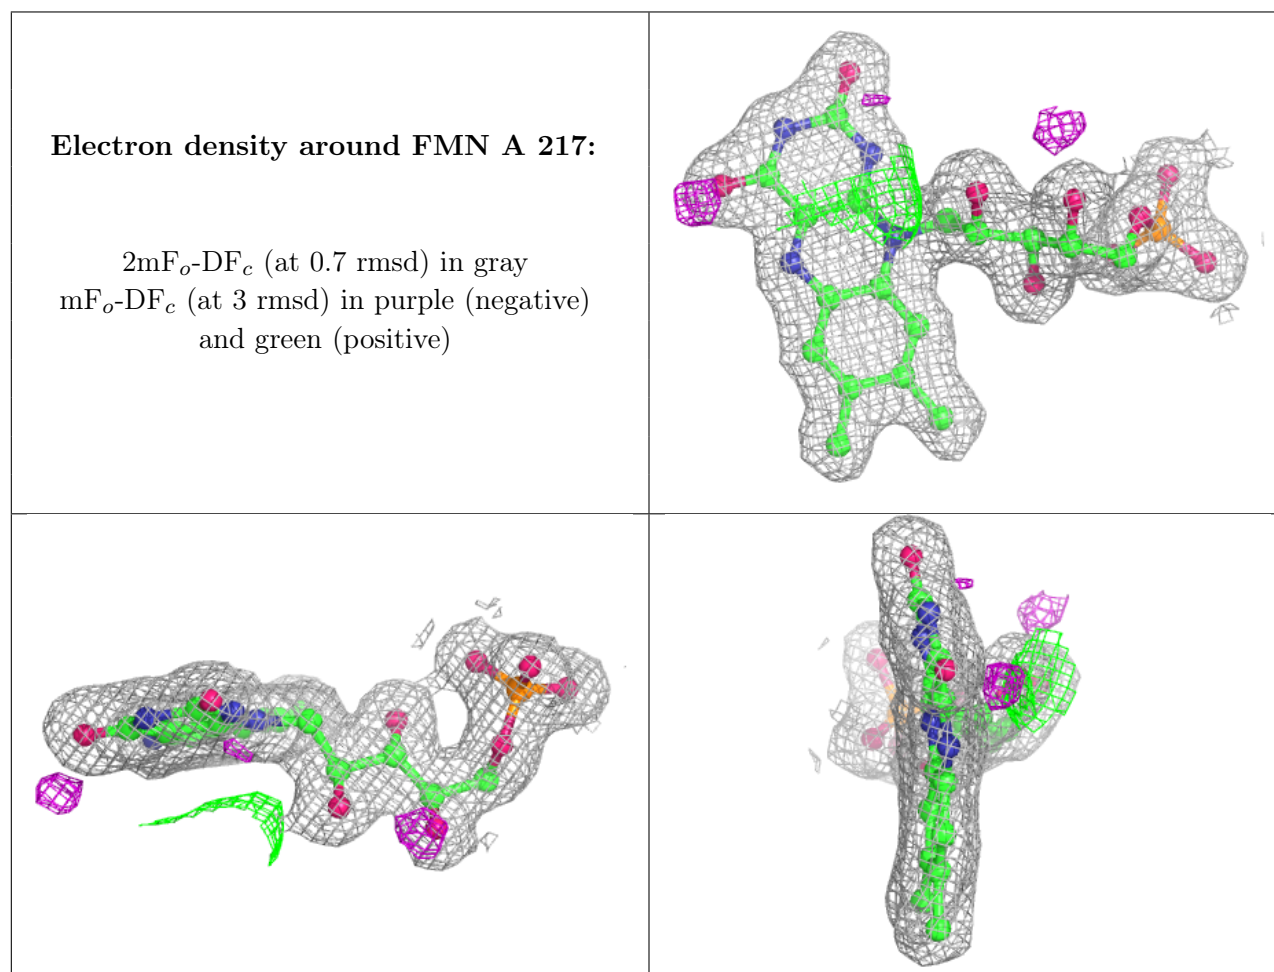 Electron density around FMN A 217:
2mFo-DFc (at 0.7 rmsd) in gray
mFo-DFc (at 3 rmsd) in purple (negative)
and green (positive)